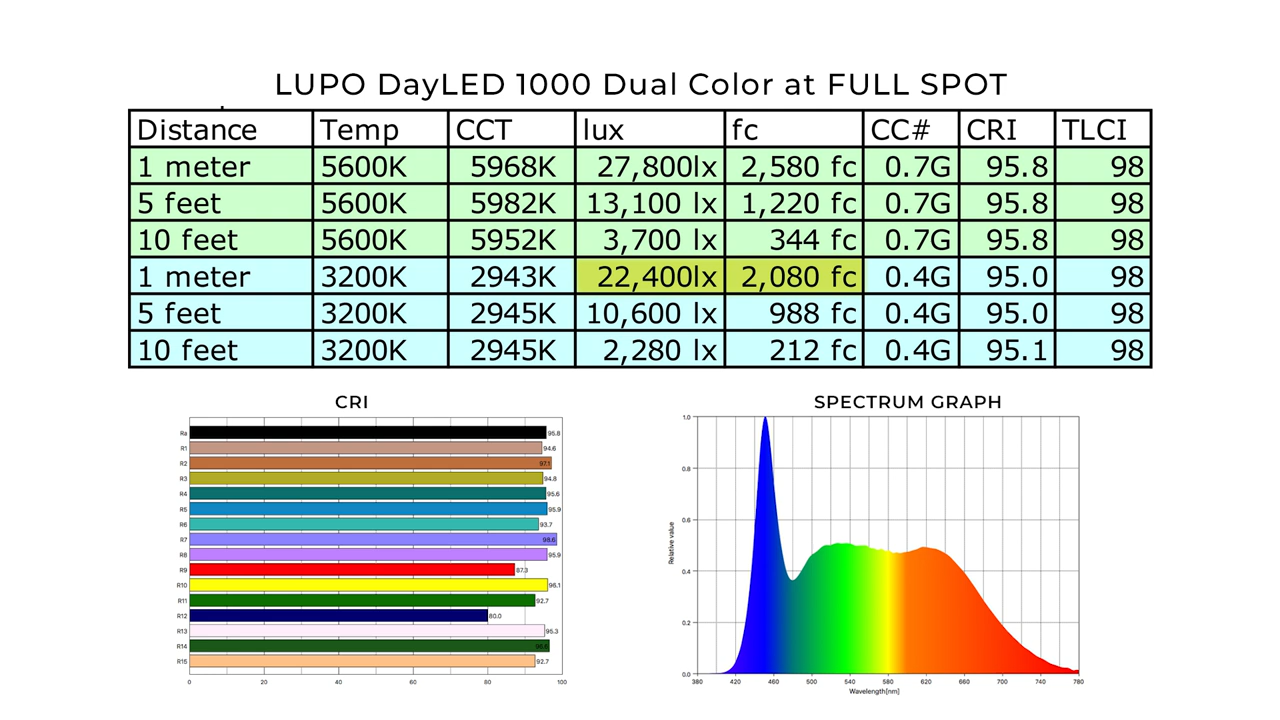 LUPO DayLED 1000 Dual Color at FULL SPOT
Distance Temp CCT lux fc CC# CRI TLCI
1 meter 5600K 5968K 27,800lx 2,580 fc 0.7G 95.8 98
5 feet 5600K 5982K 13,100 lx 1,220 fc 0.7G 95.8 98
10 feet 5600K 5952K 3,700 lx 344 fc 0.7G 95.8 98
1 meter 3200K 2943K 22,400lx 2,080 fc 0.4G 95.0 98
5 feet 3200K 2945K 10,600 lx 988 fc 0.4G 95.0 98
10 feet 3200K 2945K 2,280 lx 212 fc 0.4G 95.1 98
CRI
Ra 95.8
R1 94.6
R2 97.1
R3 94.8
R4 95.6
R5 95.9
R6 93.7
R7 98.6
R8 95.9
R9 87.3
R10 96.1
R11 92.7
R12 80.0
R13 95.3
R14
R15 92.7
0 20 40 60 80 100
SPECTRUM GRAPH
1.0
0.8
0.6
0.4
0.2
0.0
Relative value
380 420 460 500 540 580 620 660 700 740 780
Wavelength[nm]